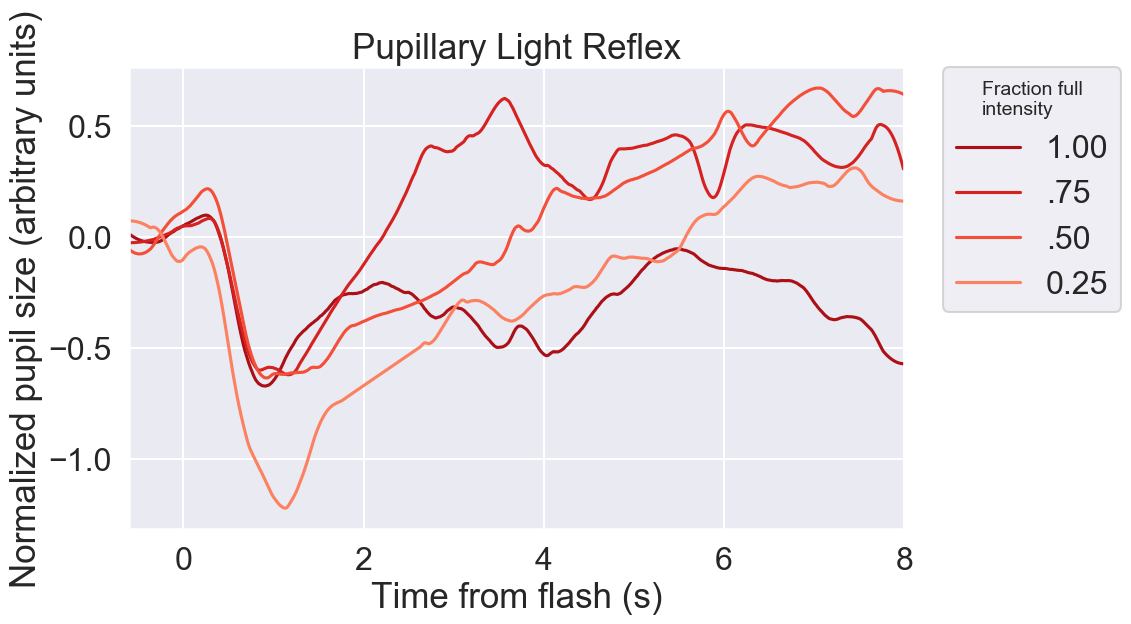 Pupillary Light Reflex
Normalized pupil size (arbitrary units)
0.5
0.0
−0.5
−1.0
0
2
4
6
8
Time from flash (s)
Fraction full
intensity
1.00
.75
.50
0.25